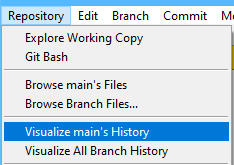 Repository Edit Branch Commit
Explore Working Copy
Git Bash
Browse main's Files
Browse Branch Files...
Visualize main's History
Visualize All Branch History